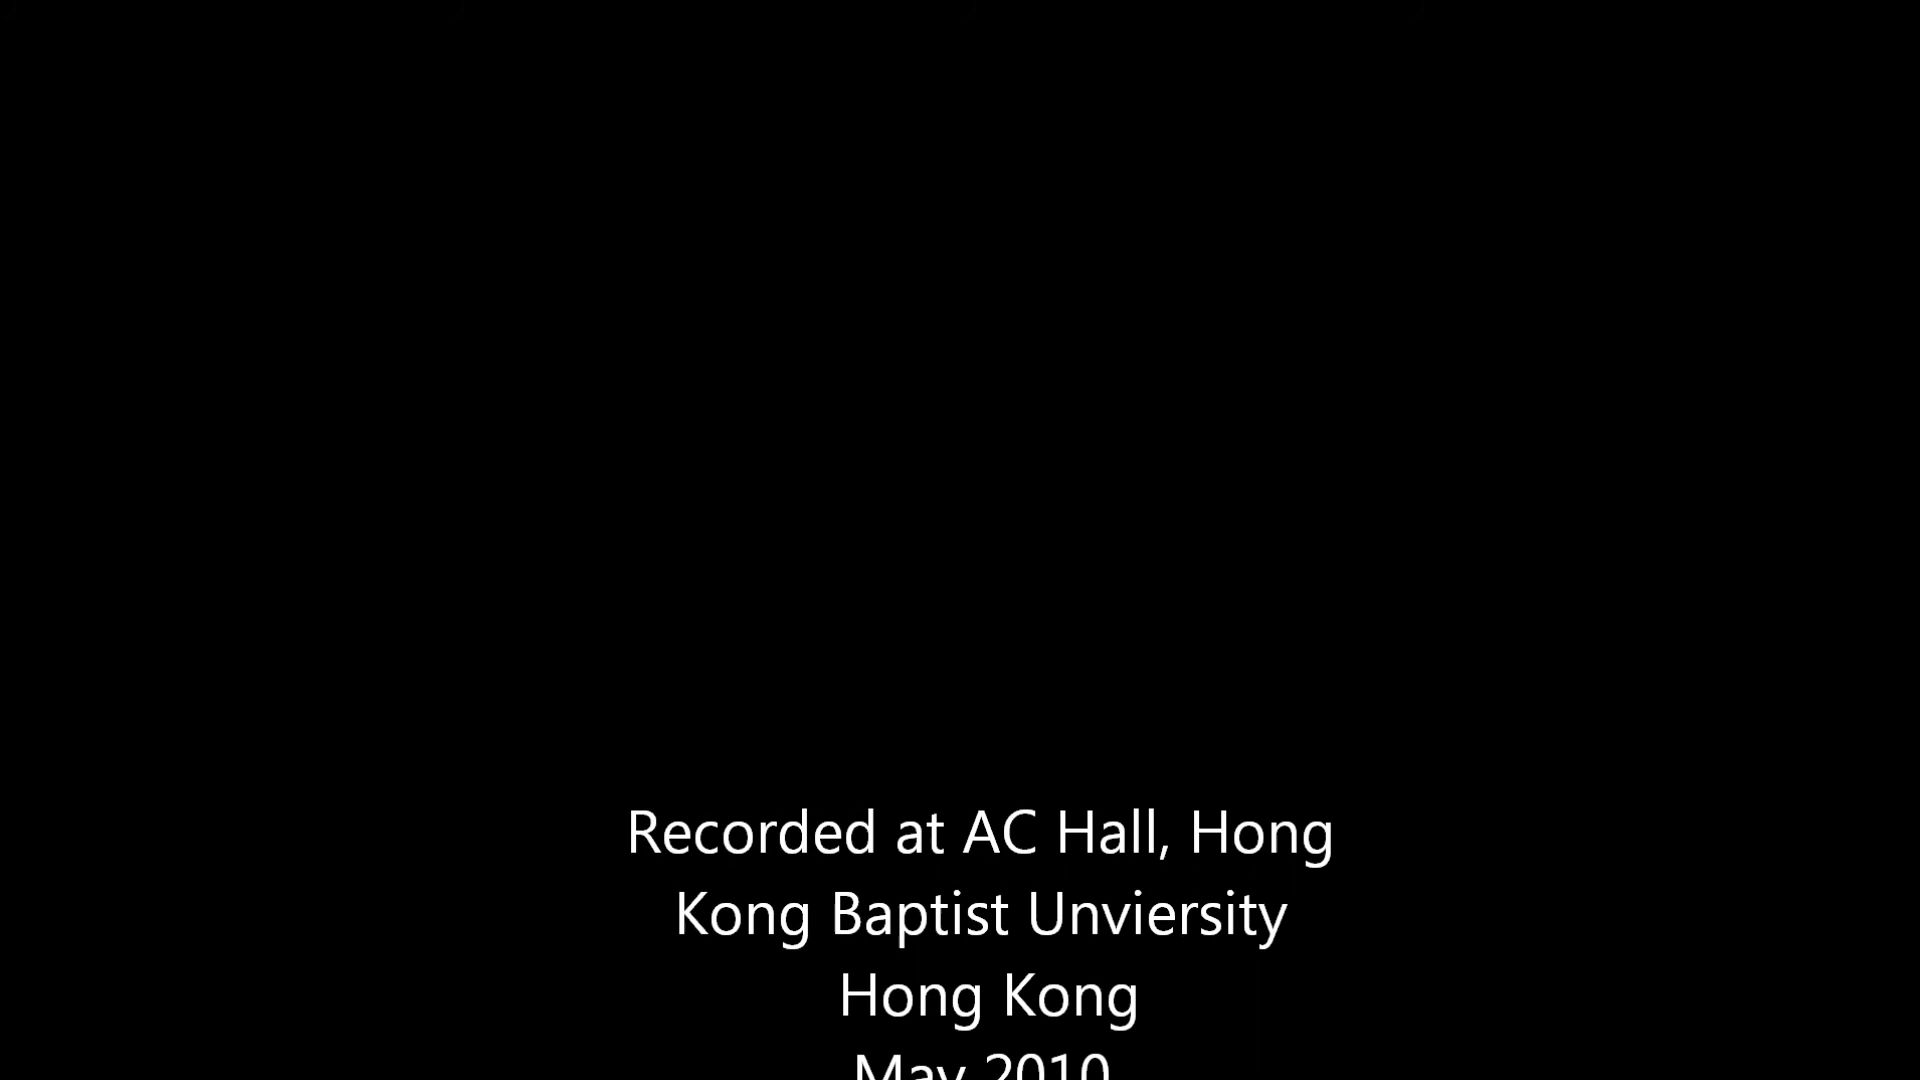 Recorded at AC Hall, Hong
Kong Baptist Unviersity
Hong Kong
May 2010